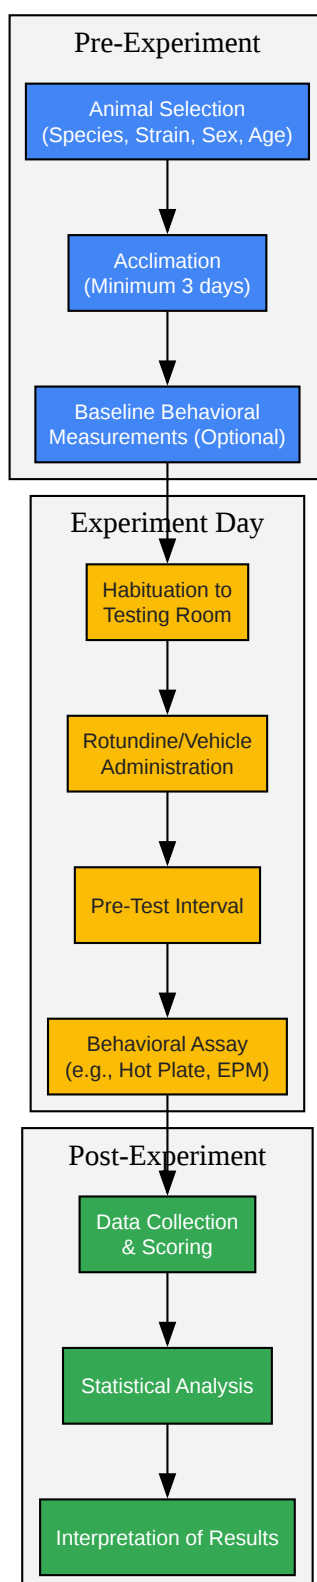 Pre-Experiment
Animal Selection
(Species, Strain, Sex, Age)
Acclimation
(Minimum 3 days)
Baseline Behavioral
Measurements (Optional)
Experiment Day
Habituation to
Testing Room
Rotundine/Vehicle
Administration
Pre-Test Interval
Behavioral Assay
(e.g., Hot Plate, EPM)
Post-Experiment
Data Collection
& Scoring
Statistical Analysis
Interpretation of Results